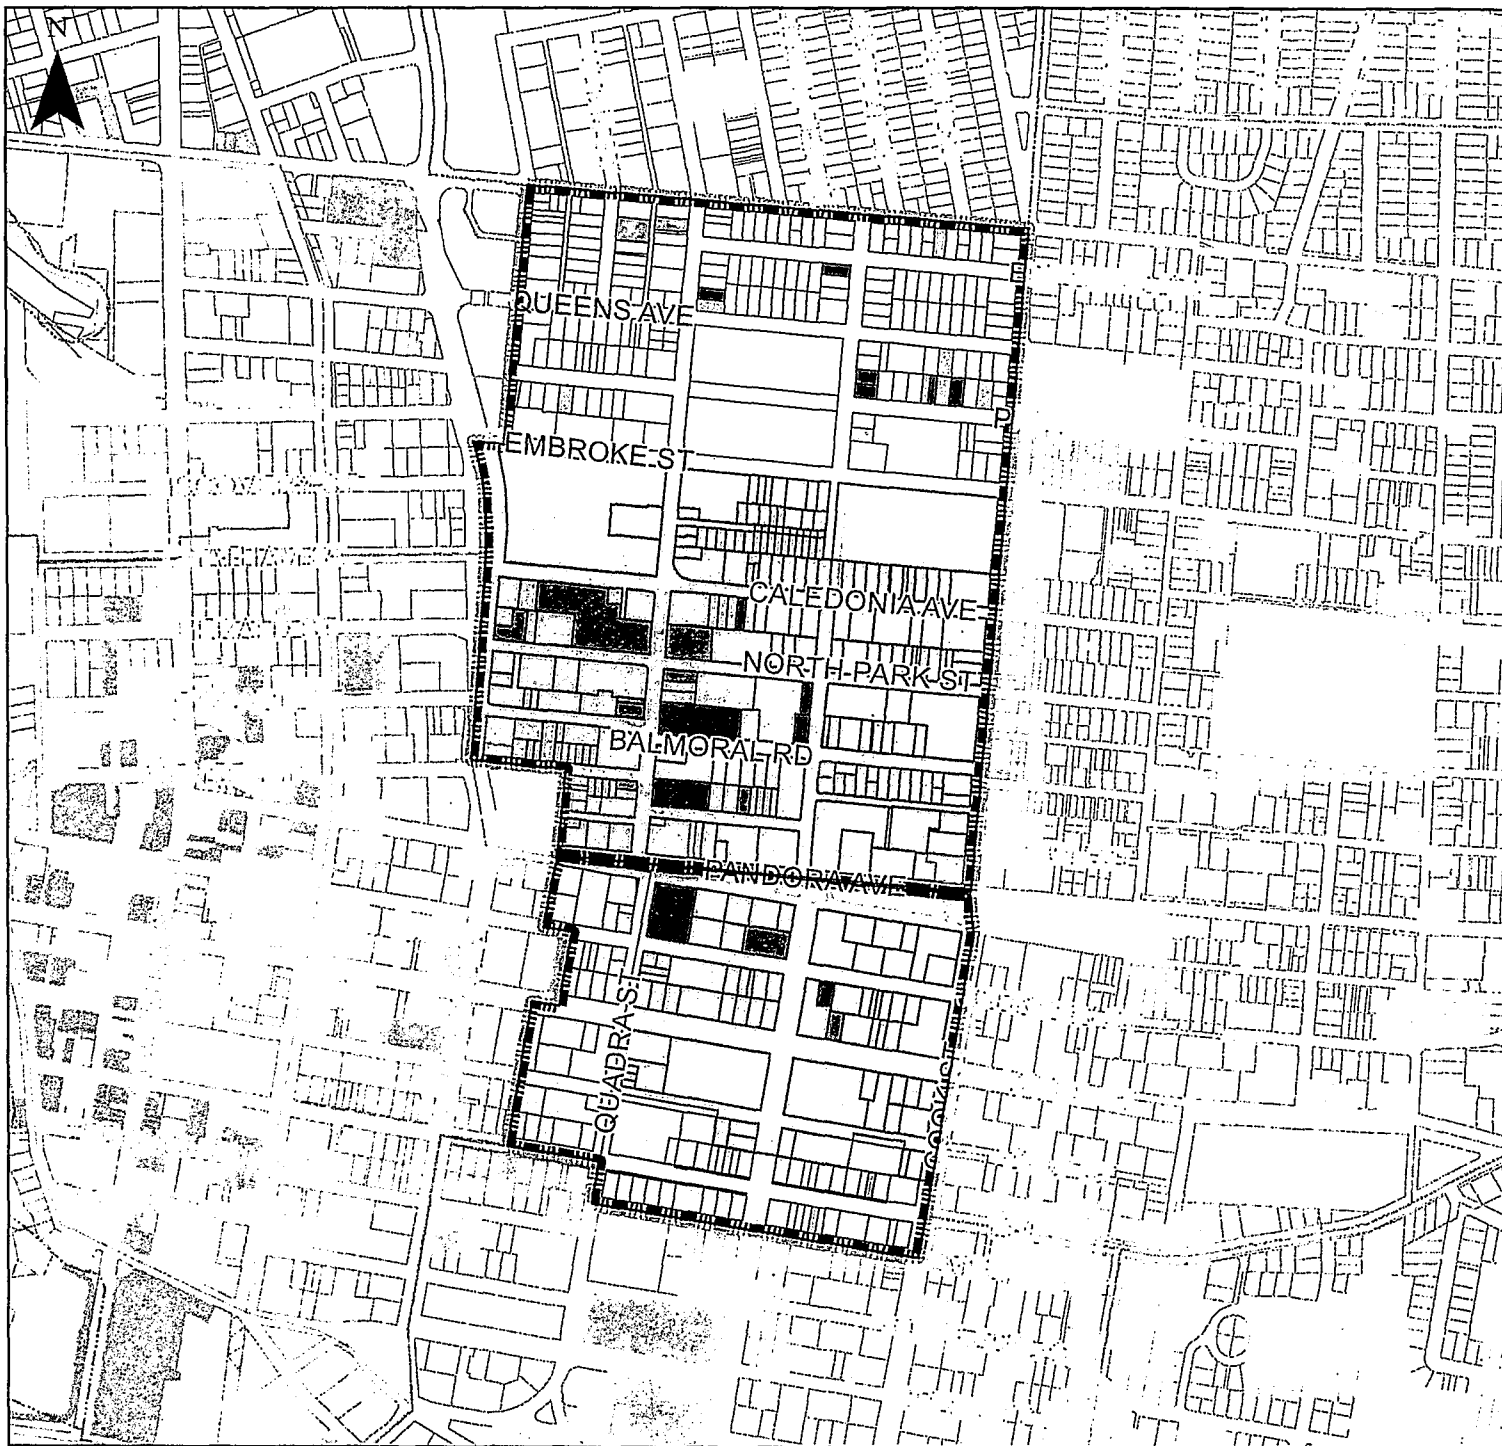 N
QUEENS AVE
P
EMBROKE ST
CALEDONIA AVE
NORTH PARK ST
BALMORAL RD
PANDORA AVE
QUADRA ST